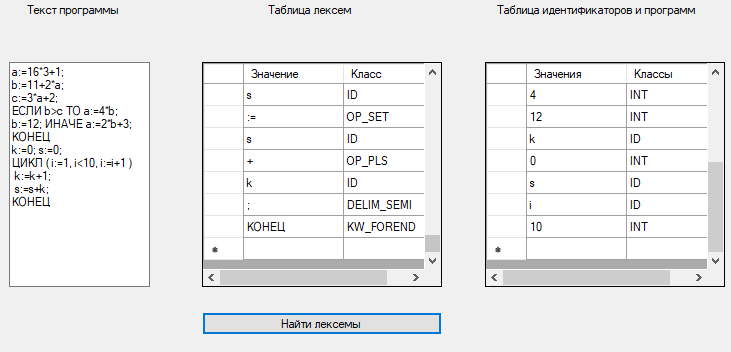 Текст программы
Таблица лексем
Таблица идентификаторов и программ
a:=16*3+1;
b:=11+2*a;
c:=3*a+2;
ЕСЛИ b>c ТО a:=4*b;
b:=12; ИНАЧЕ a:=2*b+3;
КОНЕЦ
k:=0; s:=0;
ЦИКЛ ( i:=1, i<10, i:=i+1 )
k:=k+1;
s:=s+k;
КОНЕЦ
Значение Класс
s ID
:= OP_SET
s ID
+ OP_PLS
k ID
; DELIM_SEMI
КОНЕЦ KW_FOREND
*
Значения Классы
4 INT
12 INT
k ID
0 INT
s ID
i ID
10 INT
*
Найти лексемы